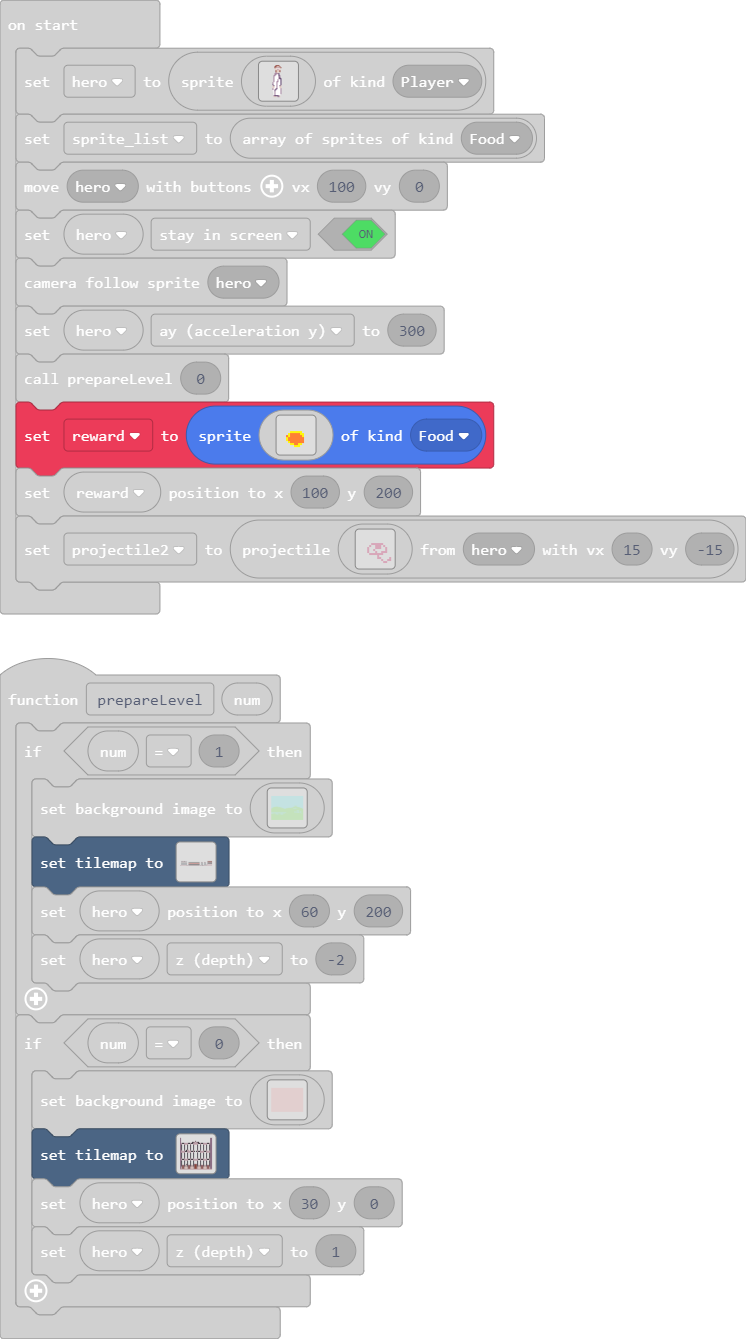 on start
set hero to sprite of kind Player
set sprite_list to array of sprites of kind Food
move hero with buttons vx 100 vy 0
set hero stay in screen ON
camera follow sprite hero
set hero ay (acceleration y) to 300
call prepareLevel 0
set reward to sprite of kind Food
set reward position to x 100 y 200
set projectile2 to projectile from hero with vx 15 vy -15
function prepareLevel num
if num = 1 then
set background image to
set tilemap to
set hero position to x 60 y 200
set hero z (depth) to -2
if num = 0 then
set background image to
set tilemap to
set hero position to x 30 y 0
set hero z (depth) to 1